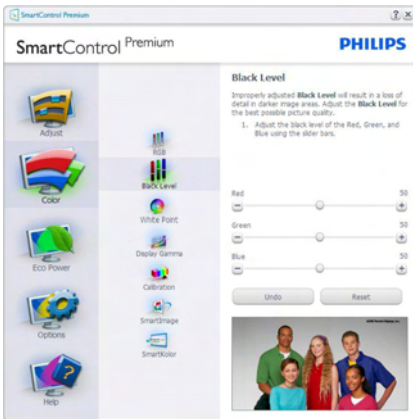 SmartControl Premium
SmartControl Premium
PHILIPS
Adjust
Color
Eco Power
Options
Help
RGB
Black Level
White Point
Display Gamma
Calibration
SmartImage
SmartKolor
Black Level
Improperly adjusted Black Level will result in a loss of
detail in darker image areas. Adjust the Black Level for
the best possible picture quality.
1. Adjust the black level of the Red, Green, and
Blue using the slider bars.
Red 50
Green 50
Blue 50
Undo Reset